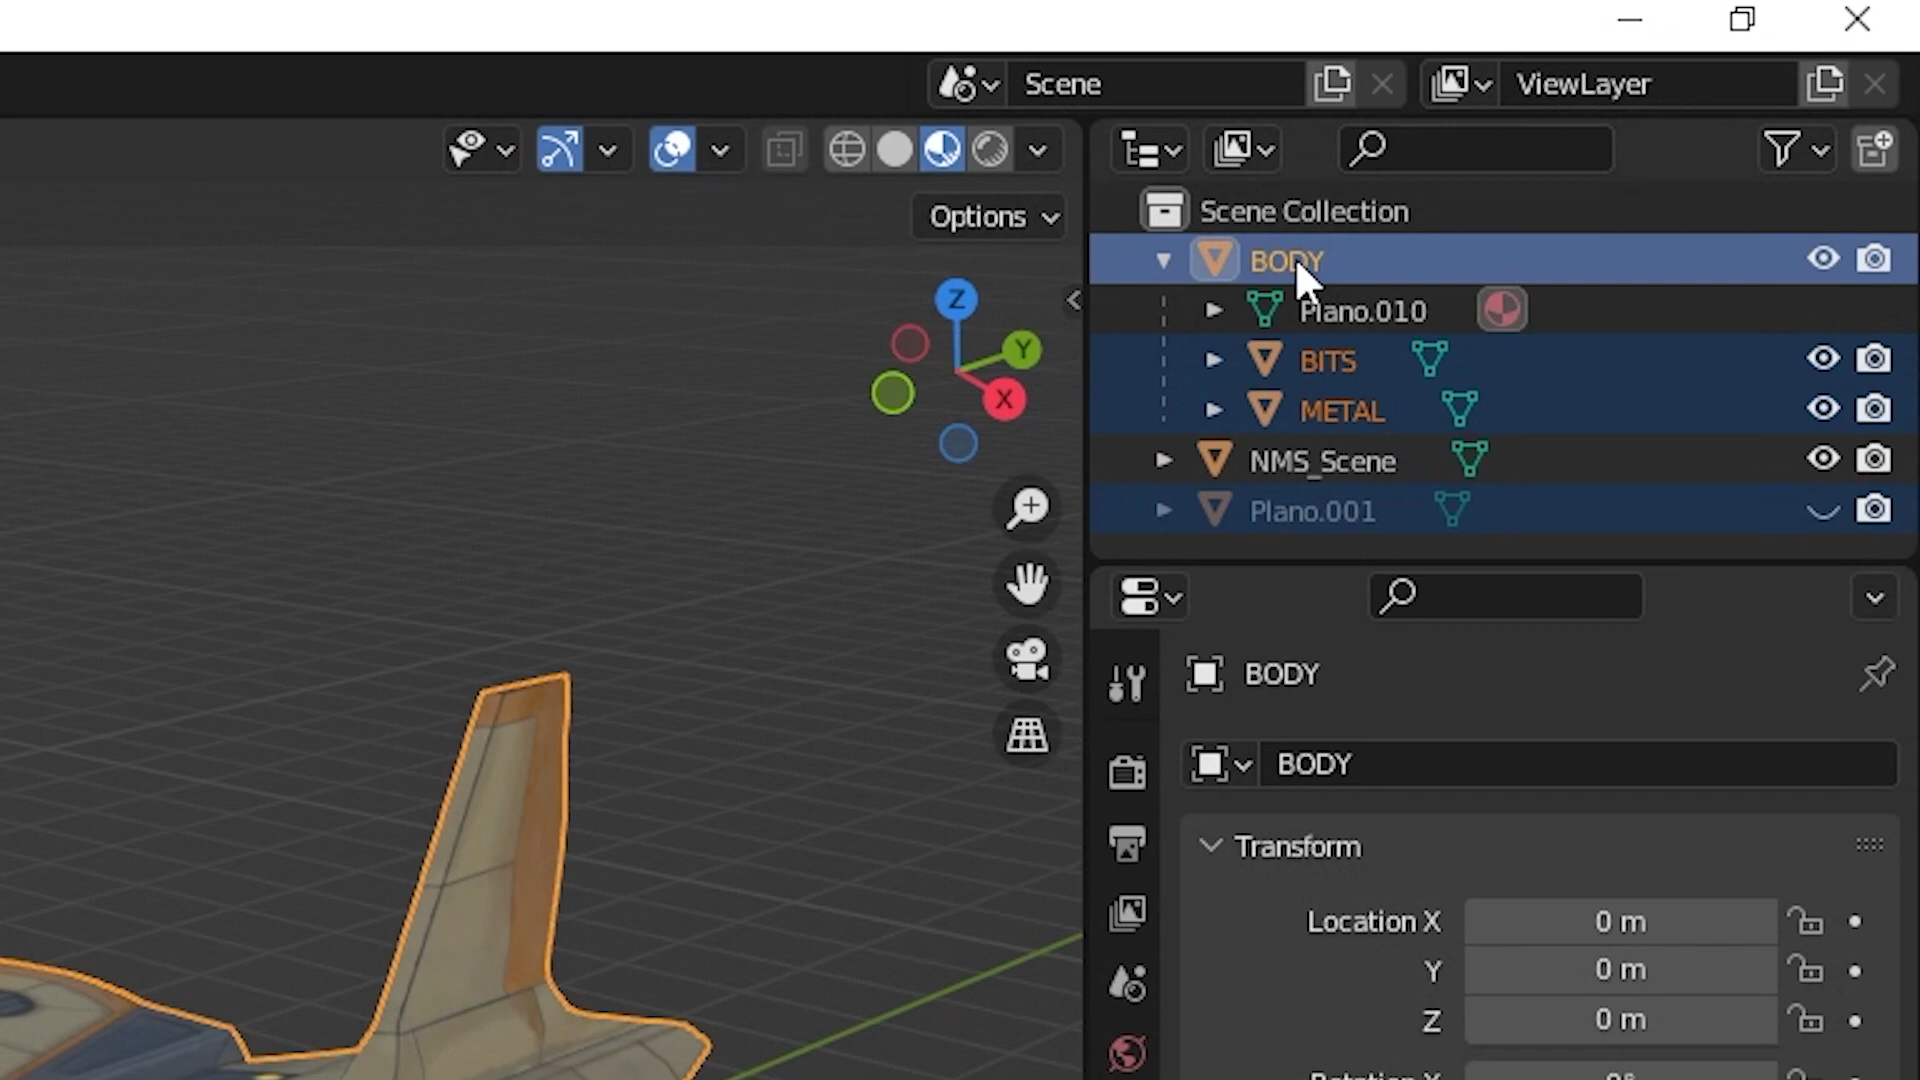 Scene
ViewLayer
Options
Scene Collection
BODY
Plano.010
BITS
METAL
NMS_Scene
Plano.001
Z
Y
X
BODY
BODY
Transform
Location X
0 m
Y
0 m
Z
0 m